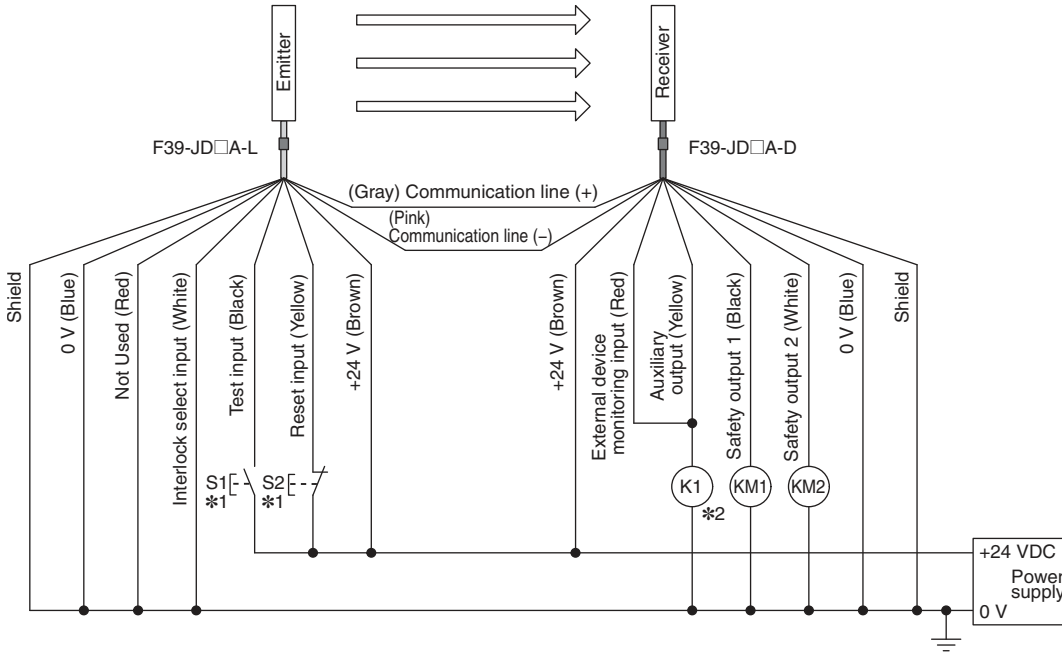 Emitter
Receiver
F39-JD□A-L
F39-JD□A-D
(Gray) Communication line (+)
(Pink)
Communication line (−)
Shield
0 V (Blue)
Not Used (Red)
Interlock select input (White)
Test input (Black)
Reset input (Yellow)
+24 V (Brown)
+24 V (Brown)
External device
monitoring input (Red)
Auxiliary
output (Yellow)
Safety output 1 (Black)
Safety output 2 (White)
0 V (Blue)
Shield
S1
✱1
S2
✱1
K1
✱2
KM1
KM2
+24 VDC
Power
supply
0 V